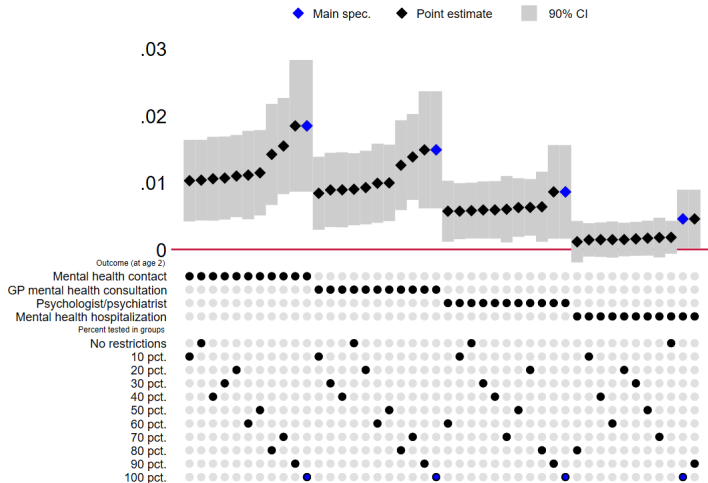 Main spec. Point estimate 90% CI
.03
.02
.01
0
Outcome (at age 2)
Mental health contact
GP mental health consultation
Psychologist/psychiatrist
Mental health hospitalization
Percent tested in groups
No restrictions
10 pct.
20 pct.
30 pct.
40 pct.
50 pct.
60 pct.
70 pct.
80 pct.
90 pct.
100 pct.